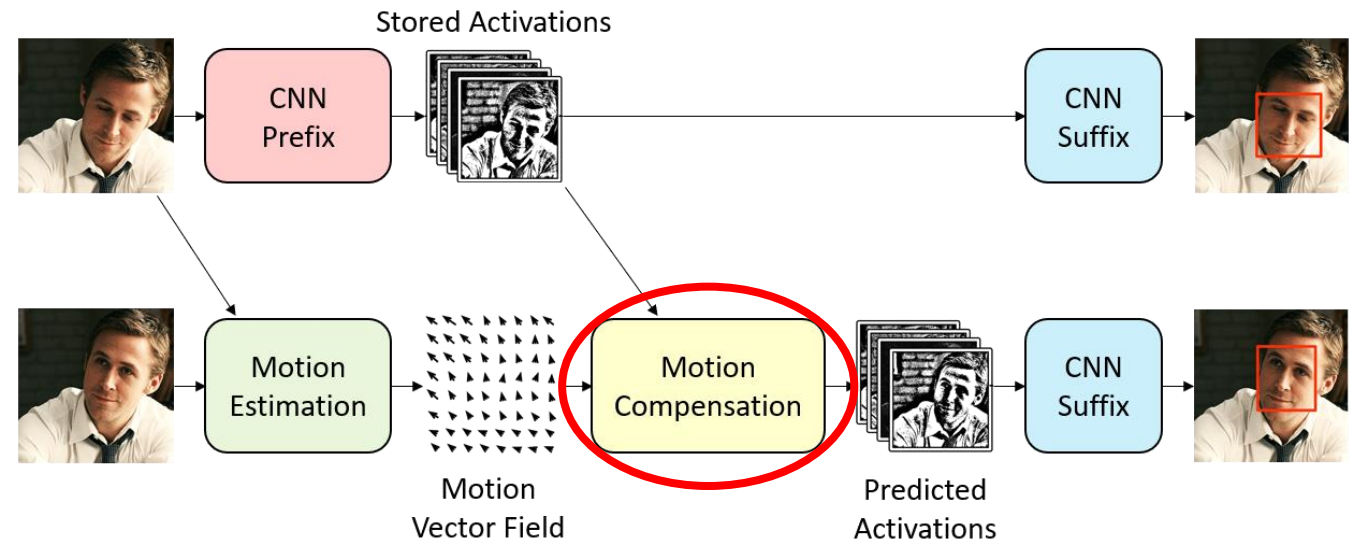 Stored Activations
CNN
Prefix
CNN
Suffix
Motion
Estimation
Motion
Compensation
CNN
Suffix
Motion
Vector Field
Predicted
Activations